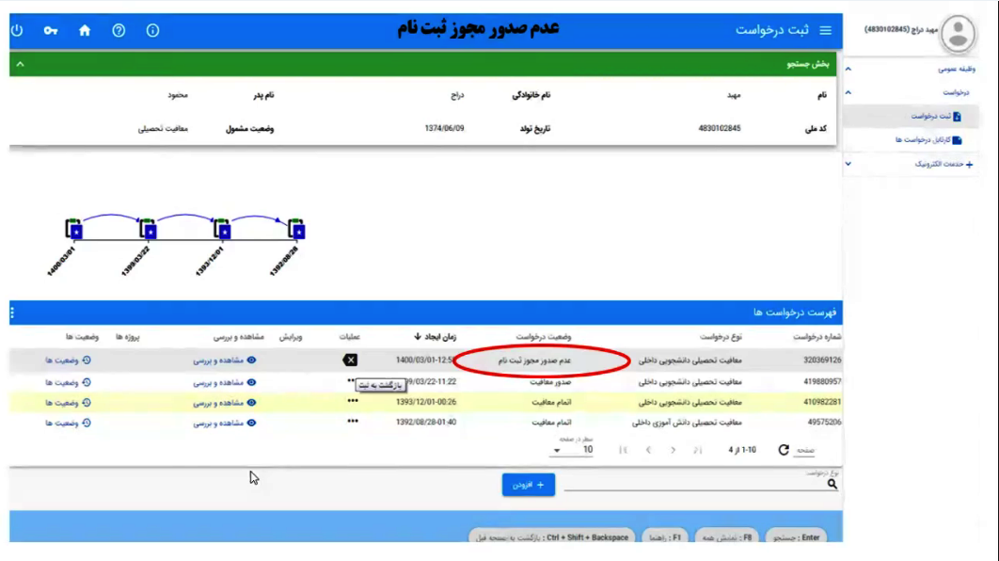 ثبت درخواست
عدم صدور مجوز ثبت نام
مهبد دراج (4830102845)
وظیفه عمومی
درخواست
ثبت درخواست
کارتابل درخواست ها
خدمات الکترونیک
بخش جستجو
نام مهبد نام خانوادگی دراج نام پدر محمود
کد ملی 4830102845 تاریخ تولد 1374/06/09 وضعیت مشمول معافیت تحصیلی
1400/03/01 1399/03/22 1393/12/01 1392/08/28
فهرست درخواست ها
شماره درخواست نوع درخواست وضعیت درخواست زمان ایجاد عملیات ویرایش مشاهده و بررسی پروژه ها وضعیت ها
320369126 معافیت تحصیلی دانشجویی داخلی عدم صدور مجوز ثبت نام 1400/03/01-12:5 مشاهده و بررسی وضعیت ها
419880957 معافیت تحصیلی دانشجویی داخلی صدور معافیت 9/03/22-11:22 بازگشت به ثبت مشاهده و بررسی وضعیت ها
410982281 معافیت تحصیلی دانشجویی داخلی اتمام معافیت 1393/12/01-00:26 ••• مشاهده و بررسی وضعیت ها
49575206 معافیت تحصیلی دانش آموزی داخلی اتمام معافیت 1392/08/28-01:40 ••• مشاهده و بررسی وضعیت ها
صفحه 1-10 از 4 سطر در صفحه 10
نوع درخواست
+ افزودن
Enter : جستجو F8 : نمایش همه F1 : راهنما Ctrl + Shift + Backspace : بازگشت به صفحه قبل